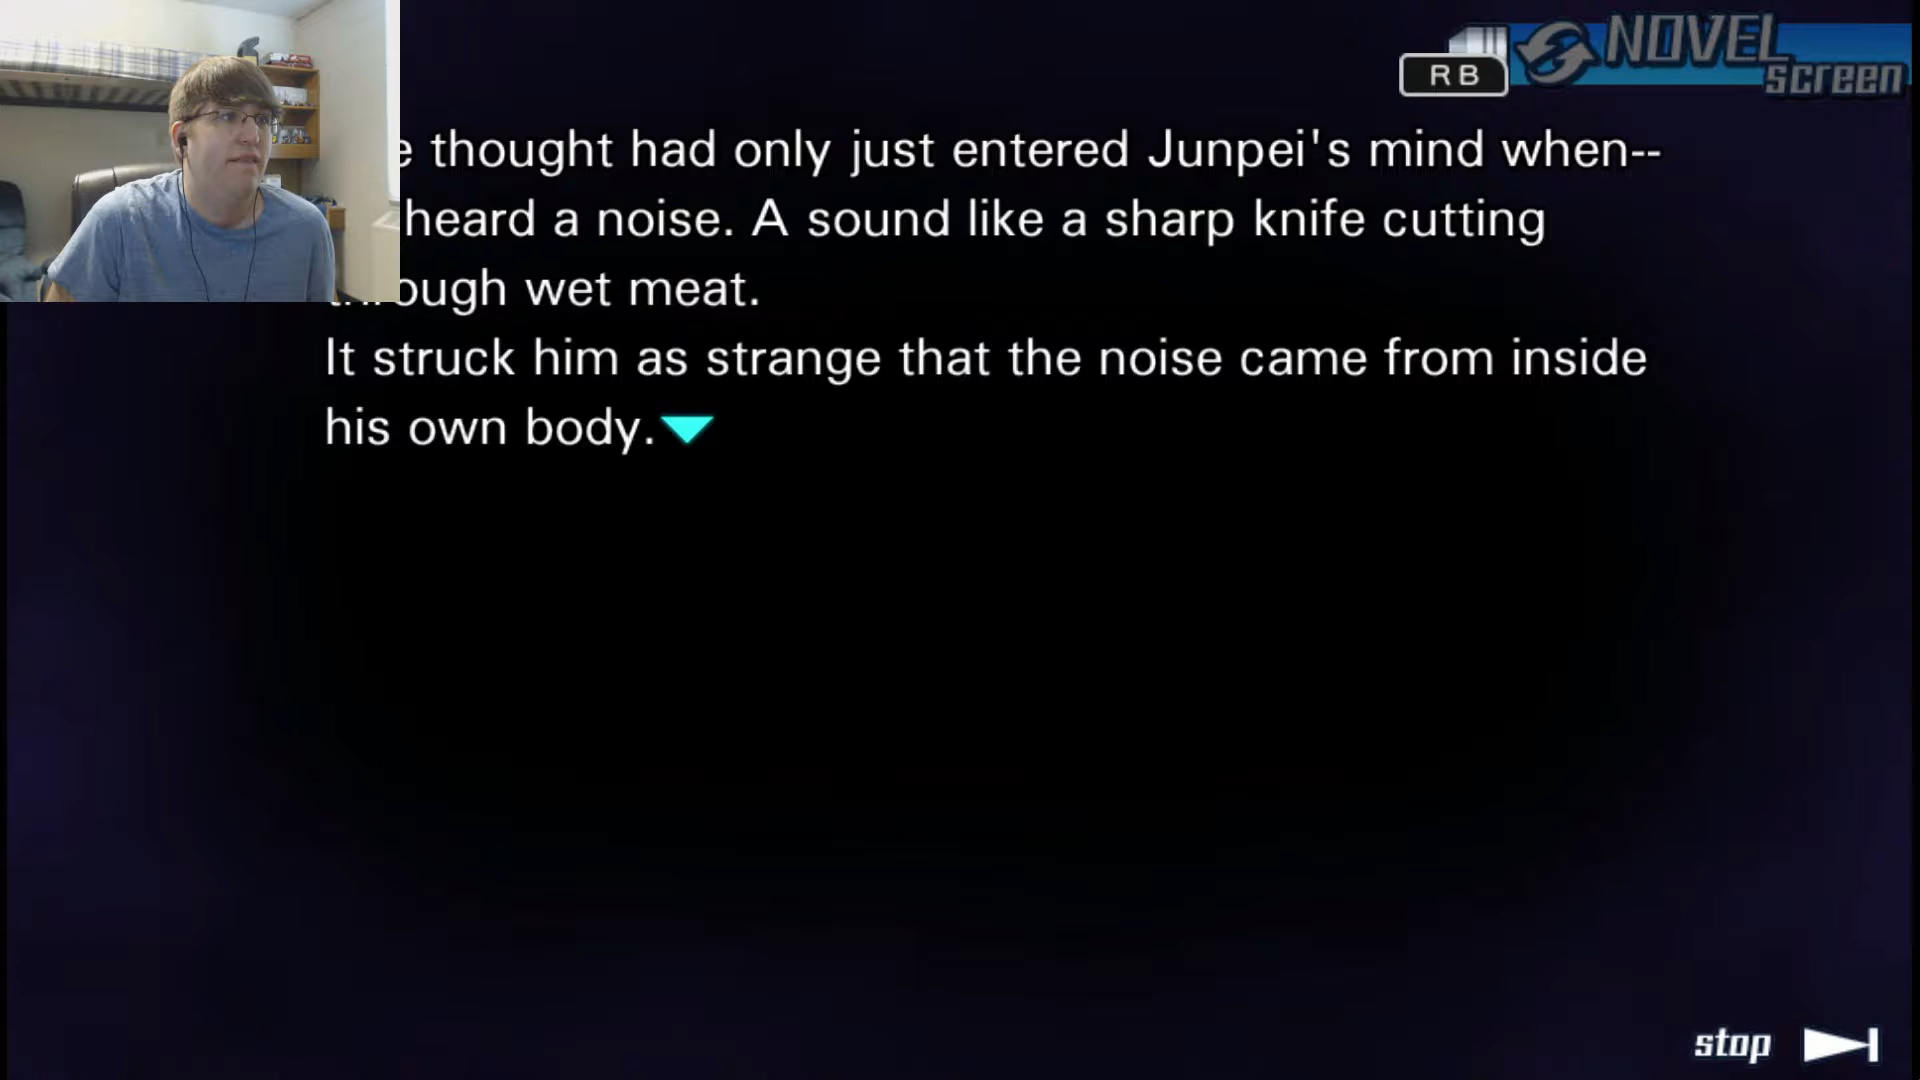 RB NOVEL screen
thought had only just entered Junpei's mind when--
heard a noise. A sound like a sharp knife cutting
through wet meat.
It struck him as strange that the noise came from inside
his own body.
stop